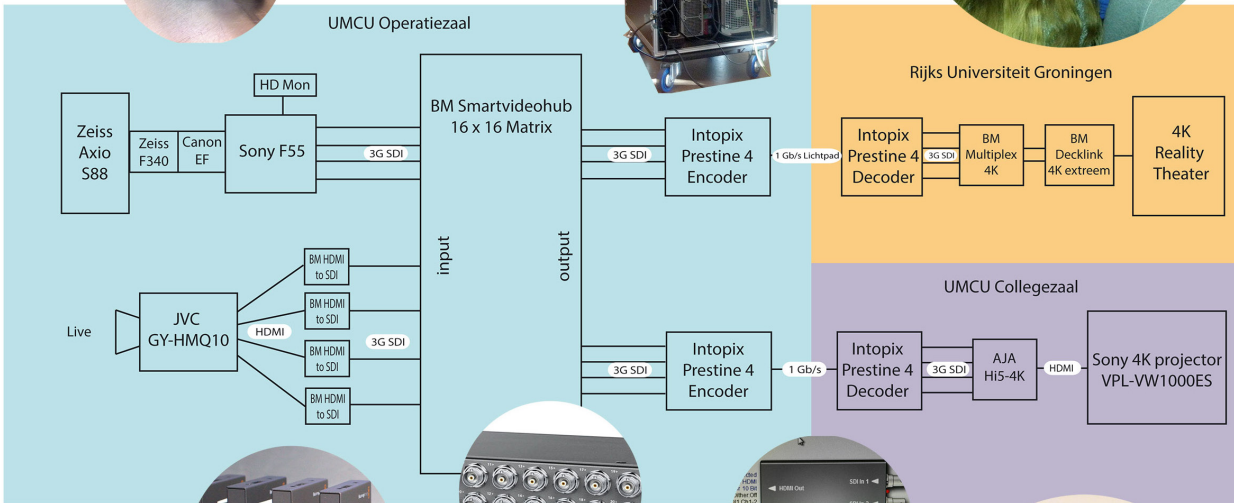 UMCU Operatiezaal
HD Mon
Zeiss
Axio
S88
Zeiss
F340
Canon
EF
Sony F55
3G SDI
BM Smartvideohub
16 x 16 Matrix
input
output
3G SDI
Intopix
Prestine 4
Encoder
1 Gb/s Lichtpad
Rijks Universiteit Groningen
Intopix
Prestine 4
Decoder
3G SDI
BM
Multiplex
4K
BM
Decklink
4K extreem
4K
Reality
Theater
Live
JVC
GY-HMQ10
HDMI
BM HDMI
to SDI
BM HDMI
to SDI
BM HDMI
to SDI
BM HDMI
to SDI
3G SDI
3G SDI
Intopix
Prestine 4
Encoder
1 Gb/s
UMCU Collegezaal
Intopix
Prestine 4
Decoder
3G SDI
AJA
Hi5-4K
HDMI
Sony 4K projector
VPL-VW1000ES
HDMI Out
SDI In 1